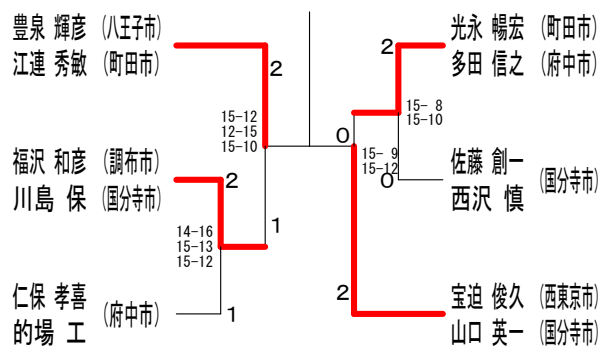 豊泉 輝彦 (八王子市)
江連 秀敏 (町田市)
2
15-12
12-15
15-10
福沢 和彦 (調布市)
川島 保 (国分寺市)
2
1
14-16
15-13
15-12
仁保 孝喜
的場 工
(府中市)
1
光永 暢宏 (町田市)
多田 信之 (府中市)
2
15- 8
15-10
0
15- 9
15-12
0
佐藤 創一
西沢 慎
(国分寺市)
2
宝迫 俊久 (西東京市)
山口 英一 (国分寺市)